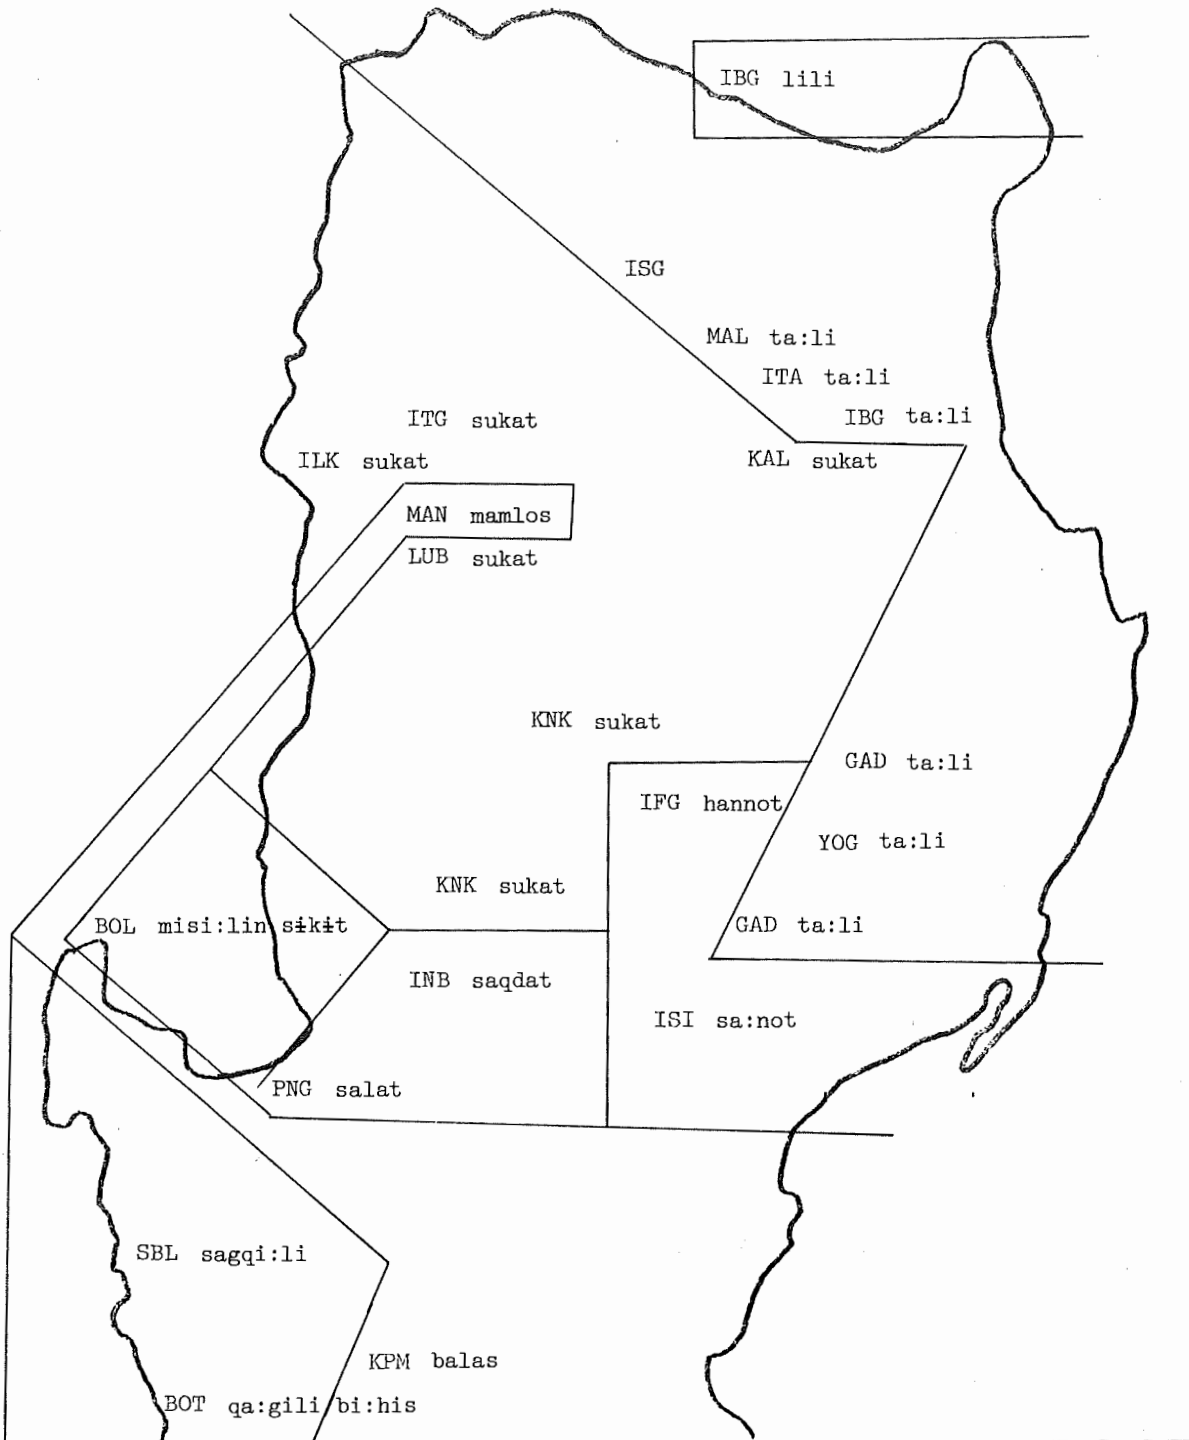 IBG lili
ISG
MAL ta:li
ITA ta:li
IBG ta:li
ITG sukat
KAL sukat
ILK sukat
MAN mamlos
LUB sukat
KNK sukat
GAD ta:li
IFG hannot
YOG ta:li
KNK sukat
BOL misi:lin sɨkɨt
GAD ta:li
INB saqdat
ISI sa:not
PNG salat
SBL sagqi:li
KPM balas
BOT qa:gili/bi:his